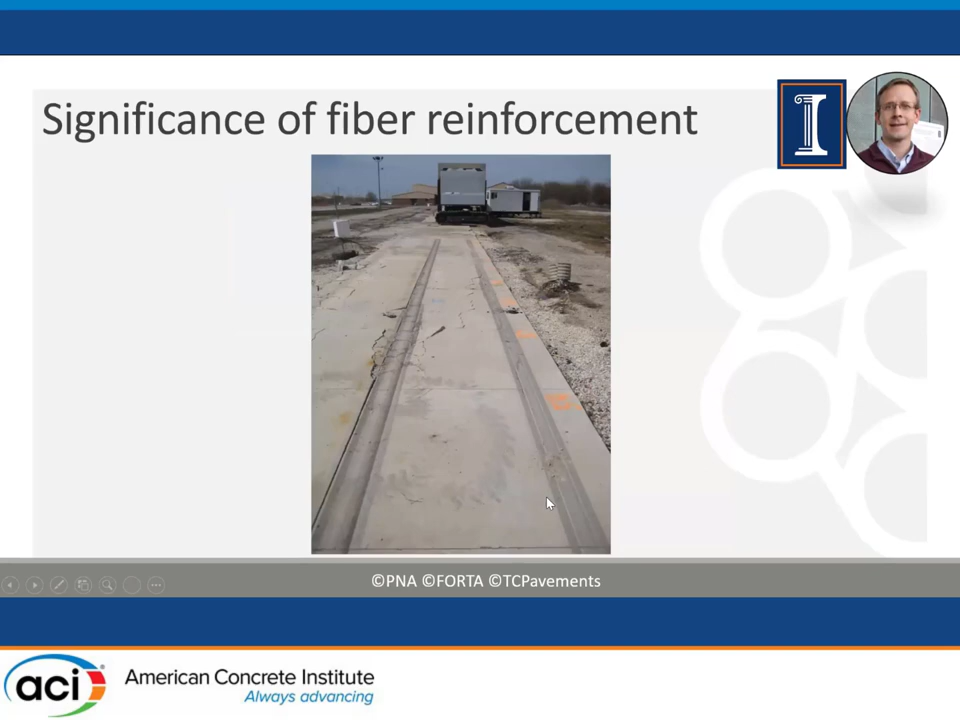 Significance of fiber reinforcement
©PNA ©FORTA ©TCPavements
aci
American Concrete Institute
Always advancing